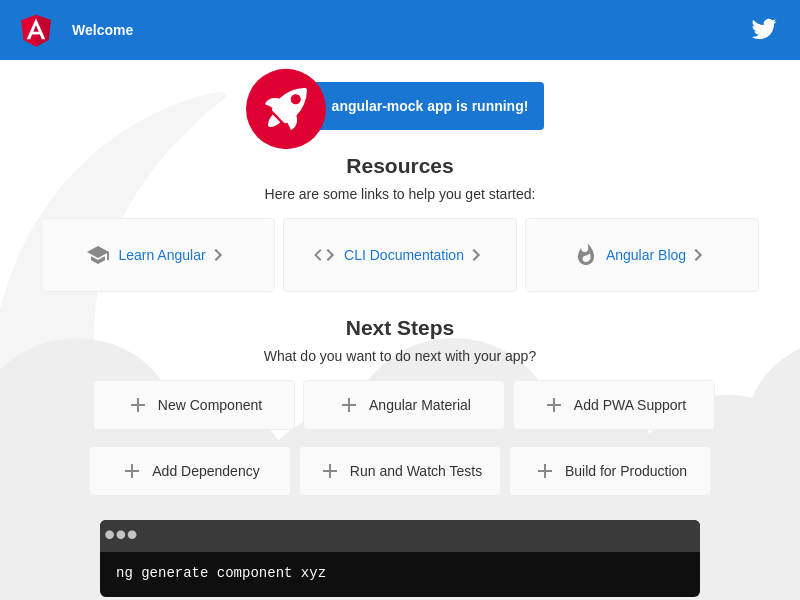 Welcome
angular-mock app is running!
Resources
Here are some links to help you get started:
Learn Angular
CLI Documentation
Angular Blog
Next Steps
What do you want to do next with your app?
New Component
Angular Material
Add PWA Support
Add Dependency
Run and Watch Tests
Build for Production
ng generate component xyz